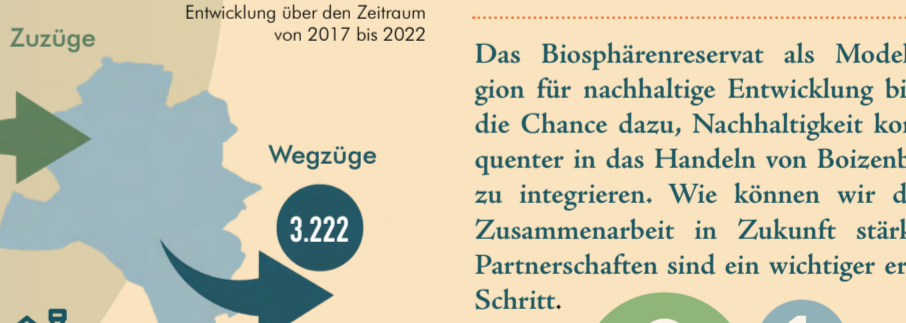 Entwicklung über den Zeitraum
von 2017 bis 2022
Zuzüge
Wegzüge
3.222
Das Biosphärenreservat als Model
gion für nachhaltige Entwicklung bi
die Chance dazu, Nachhaltigkeit kon
quenter in das Handeln von Boizenb
zu integrieren. Wie können wir d
Zusammenarbeit in Zukunft stärk
Partnerschaften sind ein wichtiger er
Schritt.